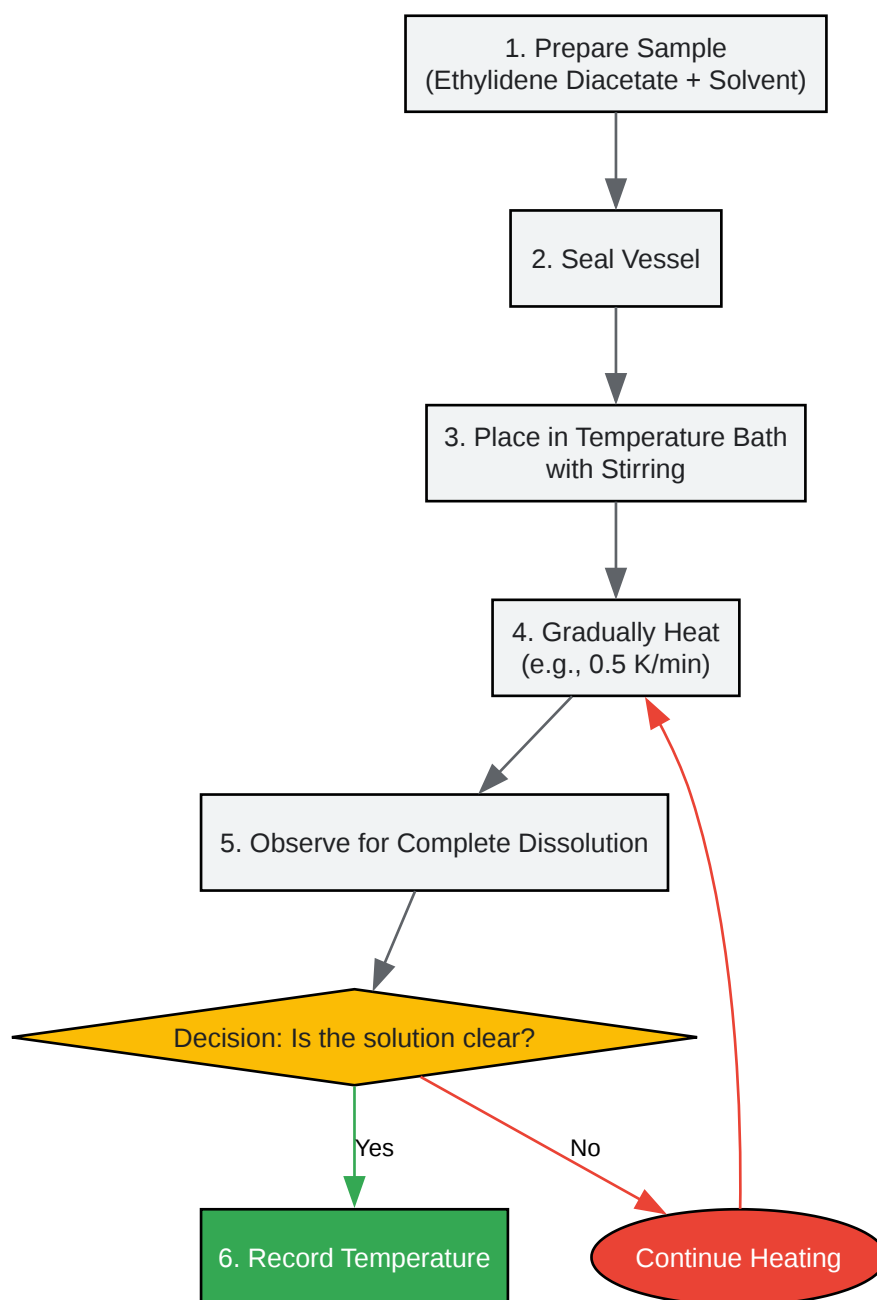 1. Prepare Sample
(Ethylidene Diacetate + Solvent)
2. Seal Vessel
3. Place in Temperature Bath
with Stirring
4. Gradually Heat
(e.g., 0.5 K/min)
5. Observe for Complete Dissolution
Decision: Is the solution clear?
Yes
No
6. Record Temperature
Continue Heating